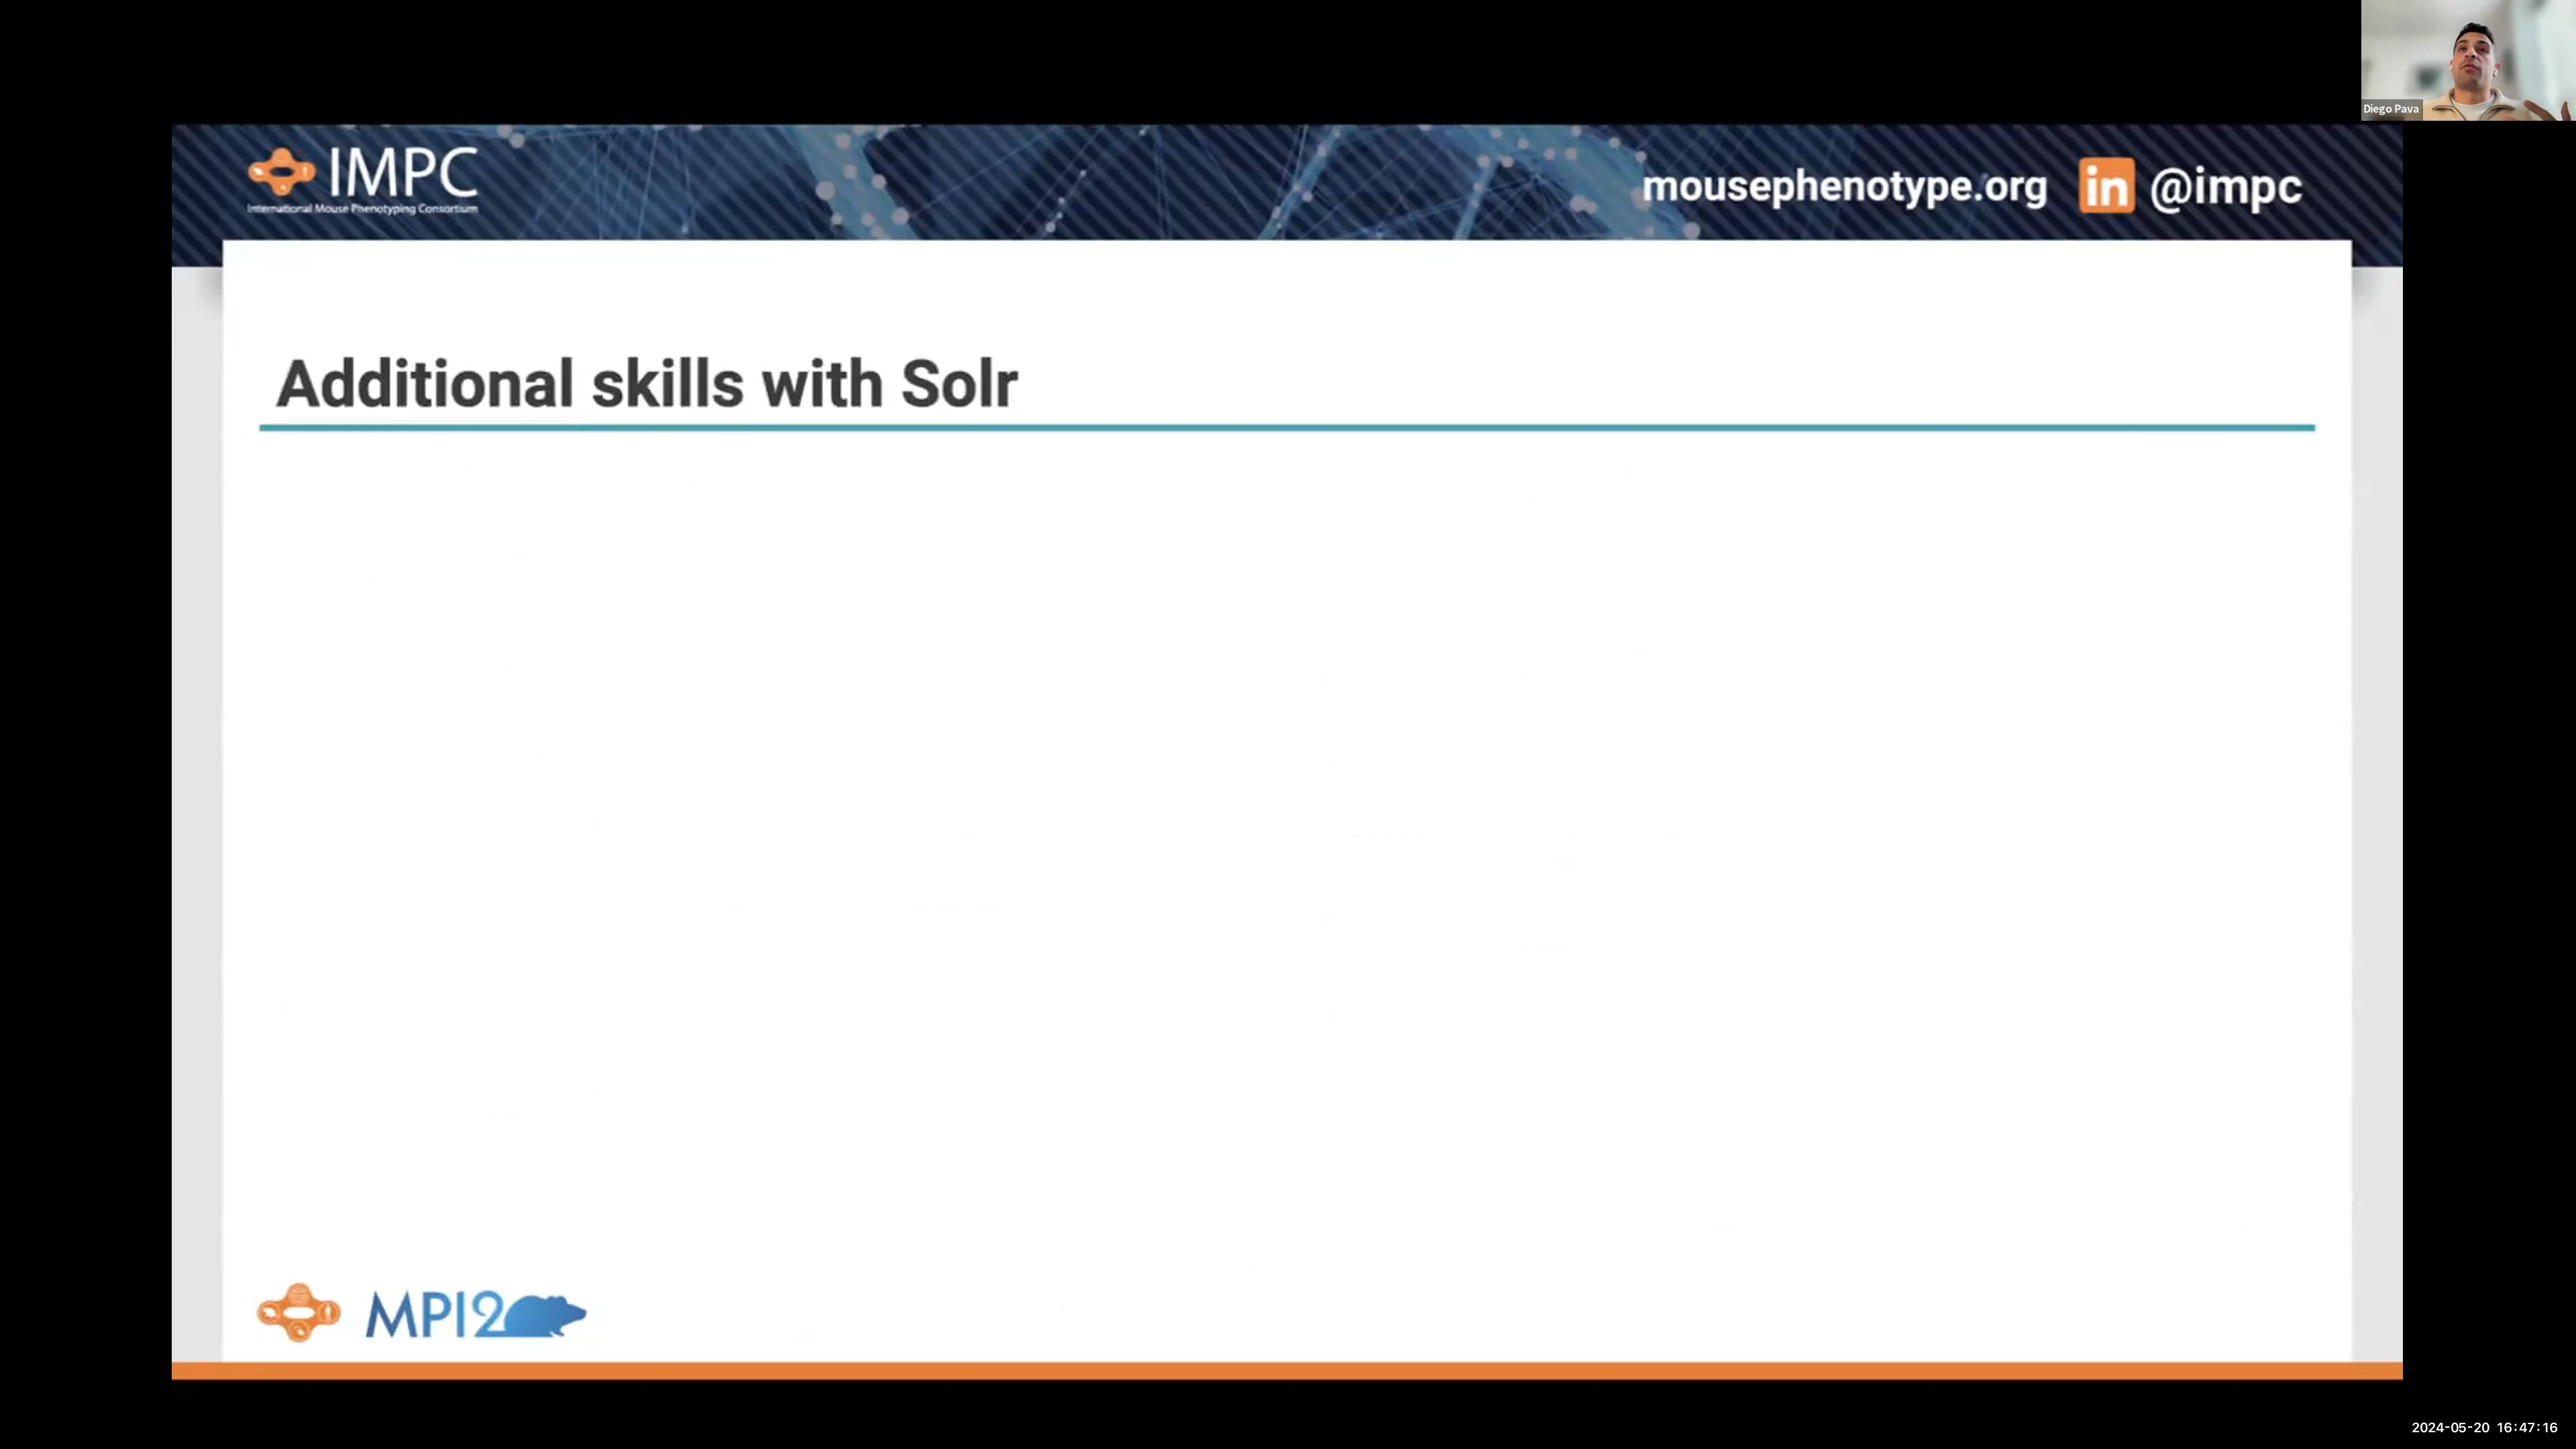 Diego Pava
IMPC
International Mouse Phenotyping Consortium
mousephenotype.org in @impc
Additional skills with Solr
MPI2
2024-05-20 16:47:16